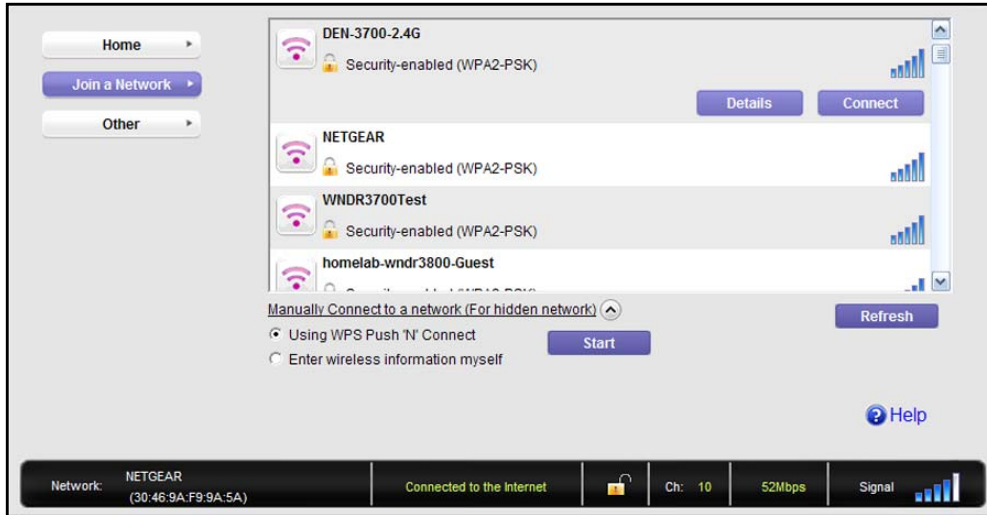 Home
Join a Network
Other
DEN-3700-2.4G
Security-enabled (WPA2-PSK)
Details
Connect
NETGEAR
Security-enabled (WPA2-PSK)
WNDR3700Test
Security-enabled (WPA2-PSK)
homelab-wndr3800-Guest
Manually Connect to a network (For hidden network)
Refresh
Using WPS Push 'N' Connect
Start
Enter wireless information myself
Help
Network:
NETGEAR
(30:46:9A:F9:9A:5A)
Connected to the Internet
Ch: 10
52Mbps
Signal